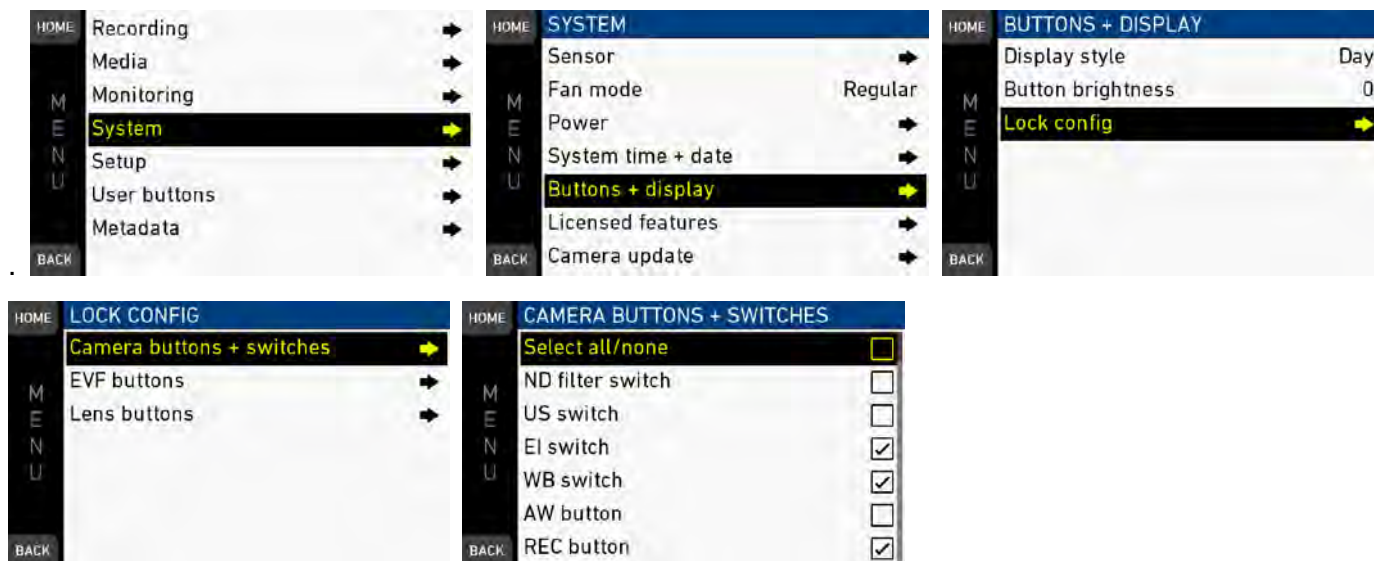 HOME
Recording
Media
Monitoring
System
Setup
User buttons
Metadata
MENU
BACK
.
HOME
SYSTEM
Sensor
Fan mode Regular
Power
System time + date
Buttons + display
Licensed features
Camera update
MENU
BACK
HOME
BUTTONS + DISPLAY
Display style Day
Button brightness 0
Lock config
MENU
BACK
HOME
LOCK CONFIG
Camera buttons + switches
EVF buttons
Lens buttons
MENU
BACK
HOME
CAMERA BUTTONS + SWITCHES
Select all/none
ND filter switch
US switch
EI switch
WB switch
AW button
REC button
MENU
BACK